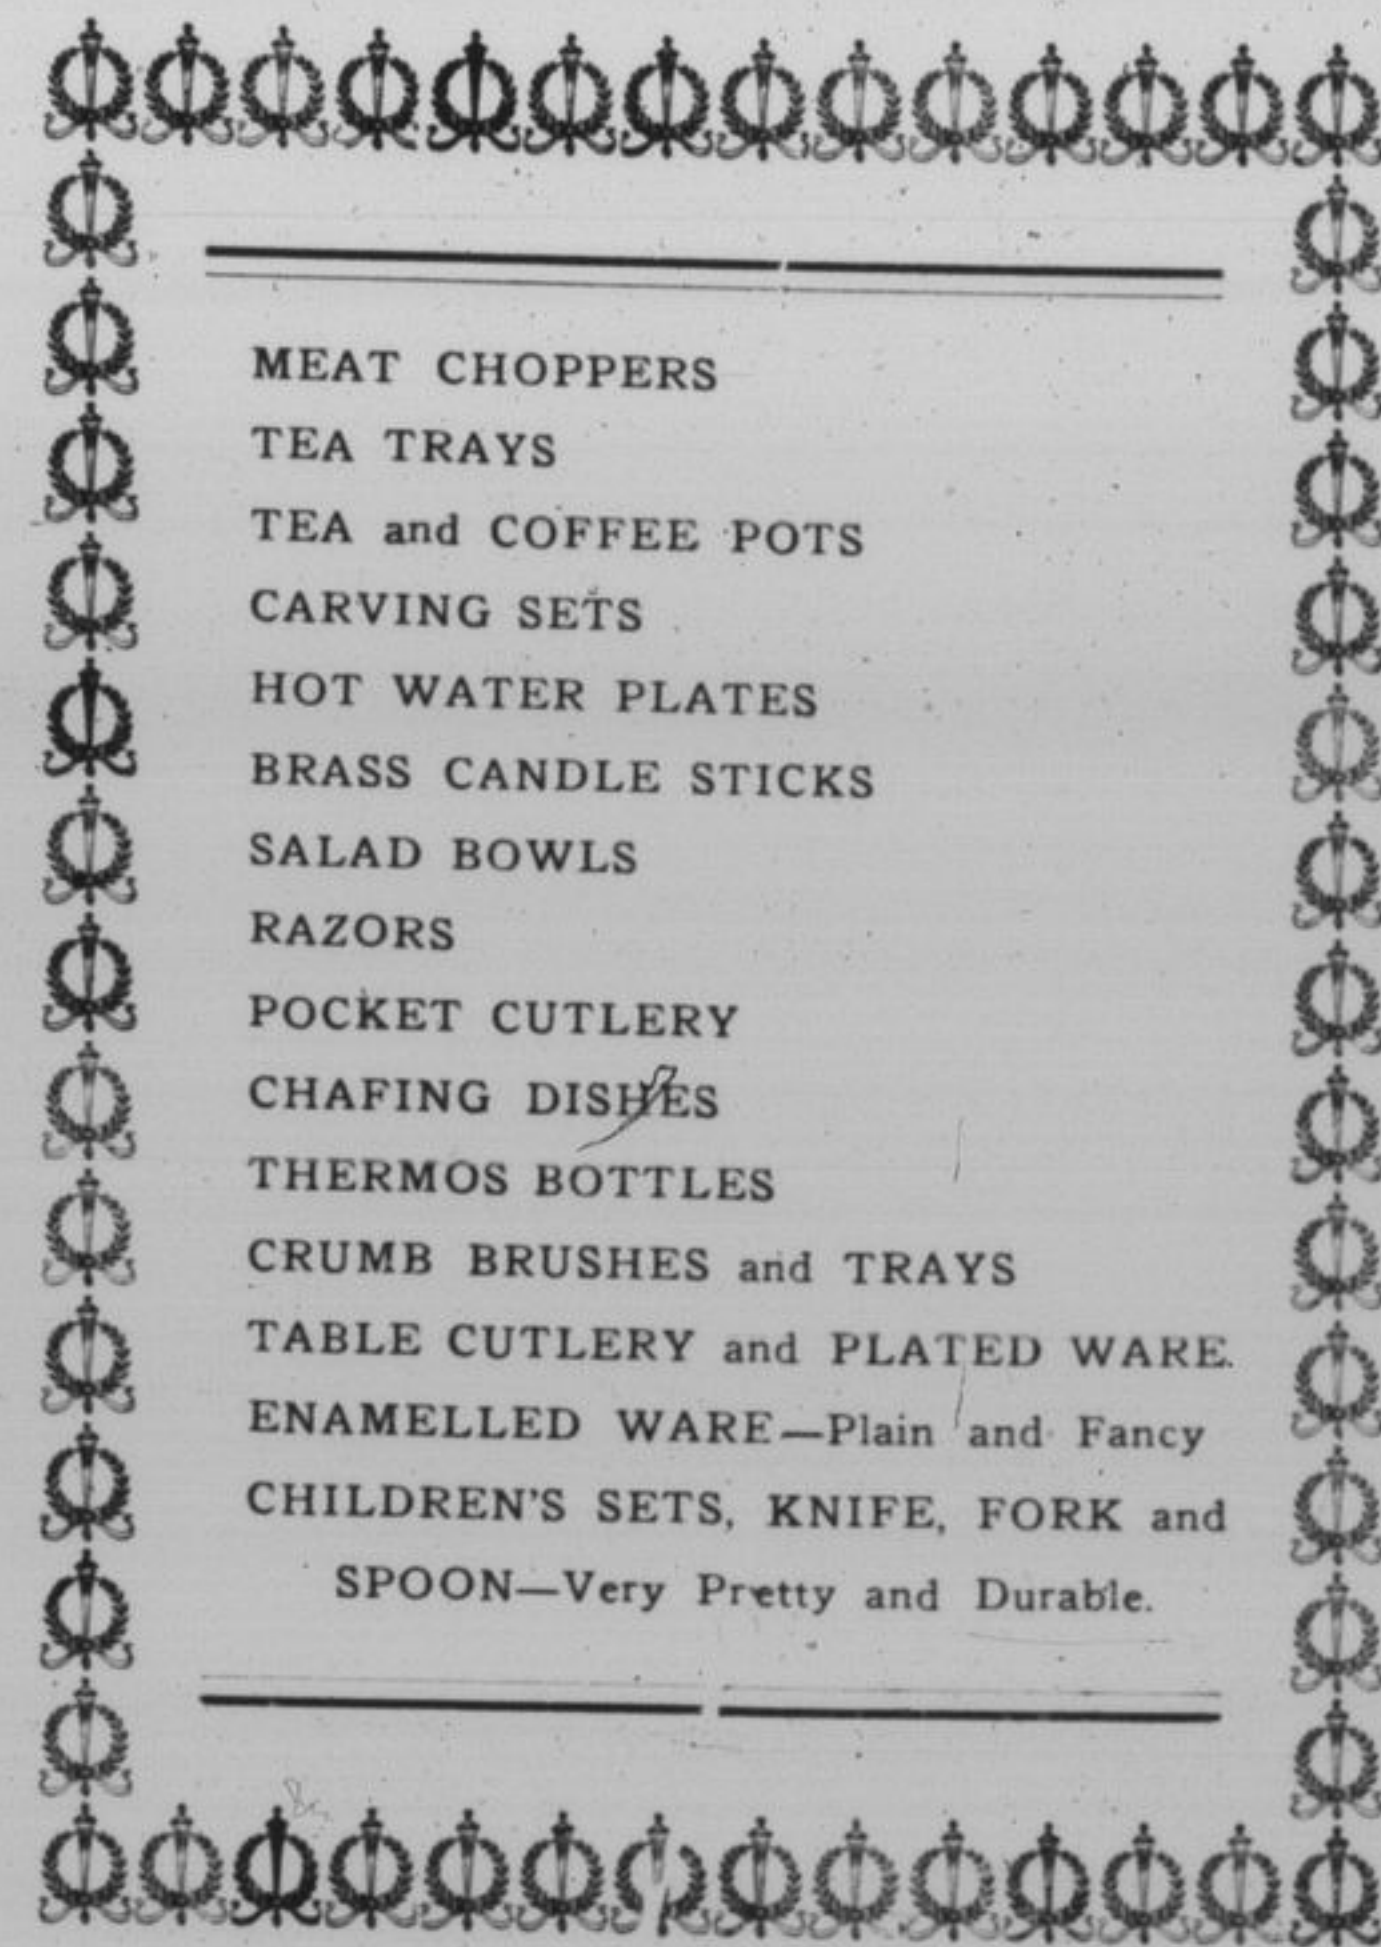 MEAT CHOPPERS
TEA TRAYS
TEA and COFFEE POTS
CARVING SETS
HOT WATER PLATES
BRASS CANDLE STICKS
SALAD BOWLS
RAZORS
POCKET CUTLERY
CHAFING DISHES
THERMOS BOTTLES
CRUMB BRUSHES and TRAYS
TABLE CUTLERY and PLATED WARE.
ENAMELLED WARE—Plain and Fancy
CHILDREN'S SETS, KNIFE, FORK and
SPOON—Very Pretty and Durable.